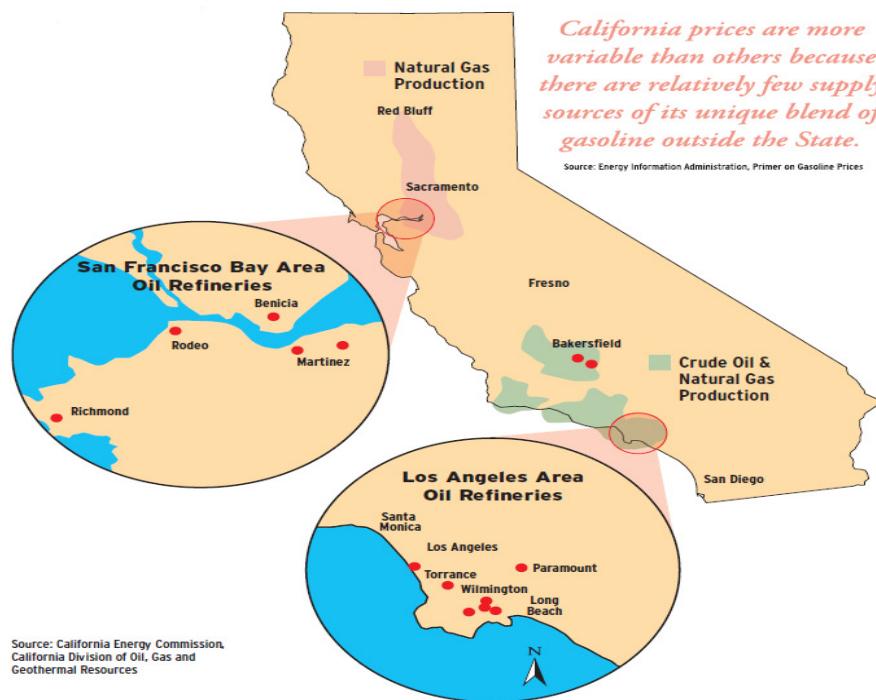 California prices are more
variable than others because
there are relatively few supply
sources of its unique blend of
gasoline outside the State.
Source: Energy Information Administration, Primer on Gasoline Prices
Natural Gas
Production
Red Bluff
Sacramento
San Francisco Bay Area
Oil Refineries
Benicia
Rodeo
Martinez
Richmond
Fresno
Bakersfield
Crude Oil &
Natural Gas
Production
San Diego
Los Angeles Area
Oil Refineries
Santa
Monica
Los Angeles
Torrance
Paramount
Wilmington
Long
Beach
N
Source: California Energy Commission,
California Division of Oil, Gas and
Geothermal Resources